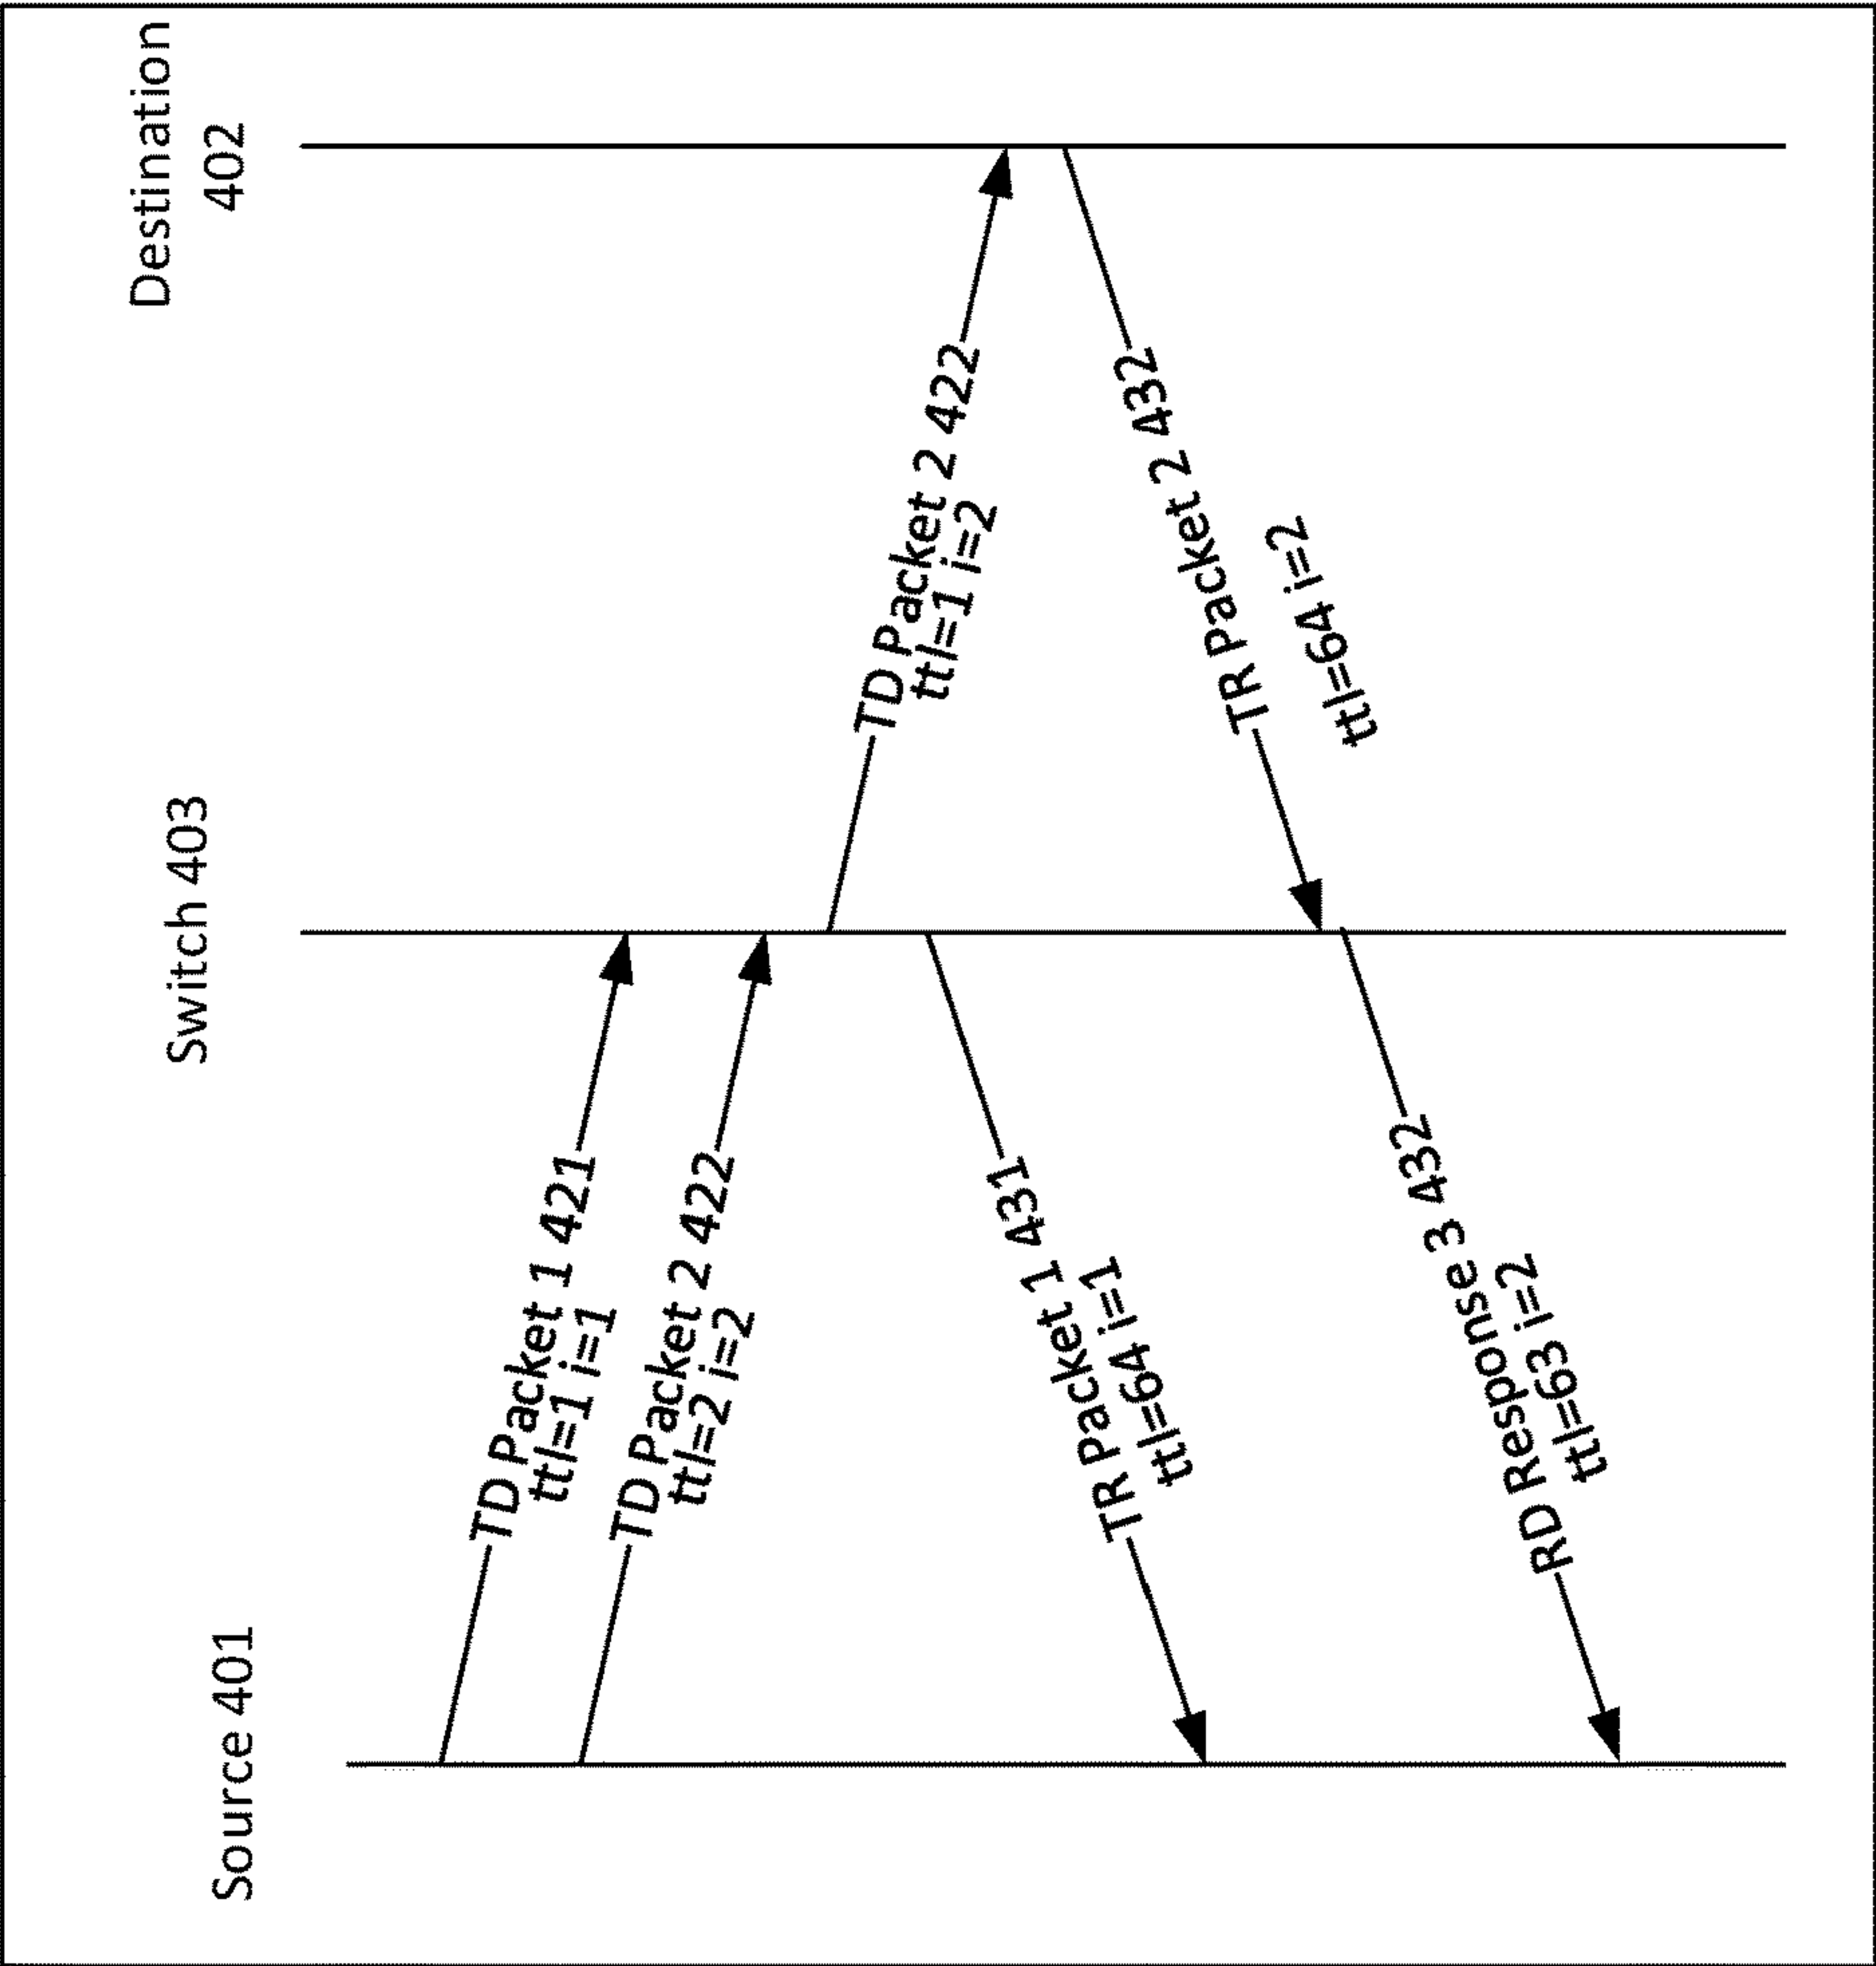 Source 401
Switch 403
Destination
402
TD Packet 1 421
ttl=1 i=1
TD Packet 2 422
ttl=2 i=2
TD Packet 2 422
ttl=1 i=2
TR Packet 1 431
ttl=64 i=1
TR Packet 2 432
ttl=64 i=2
RD Response 3 432
ttl=63 i=2